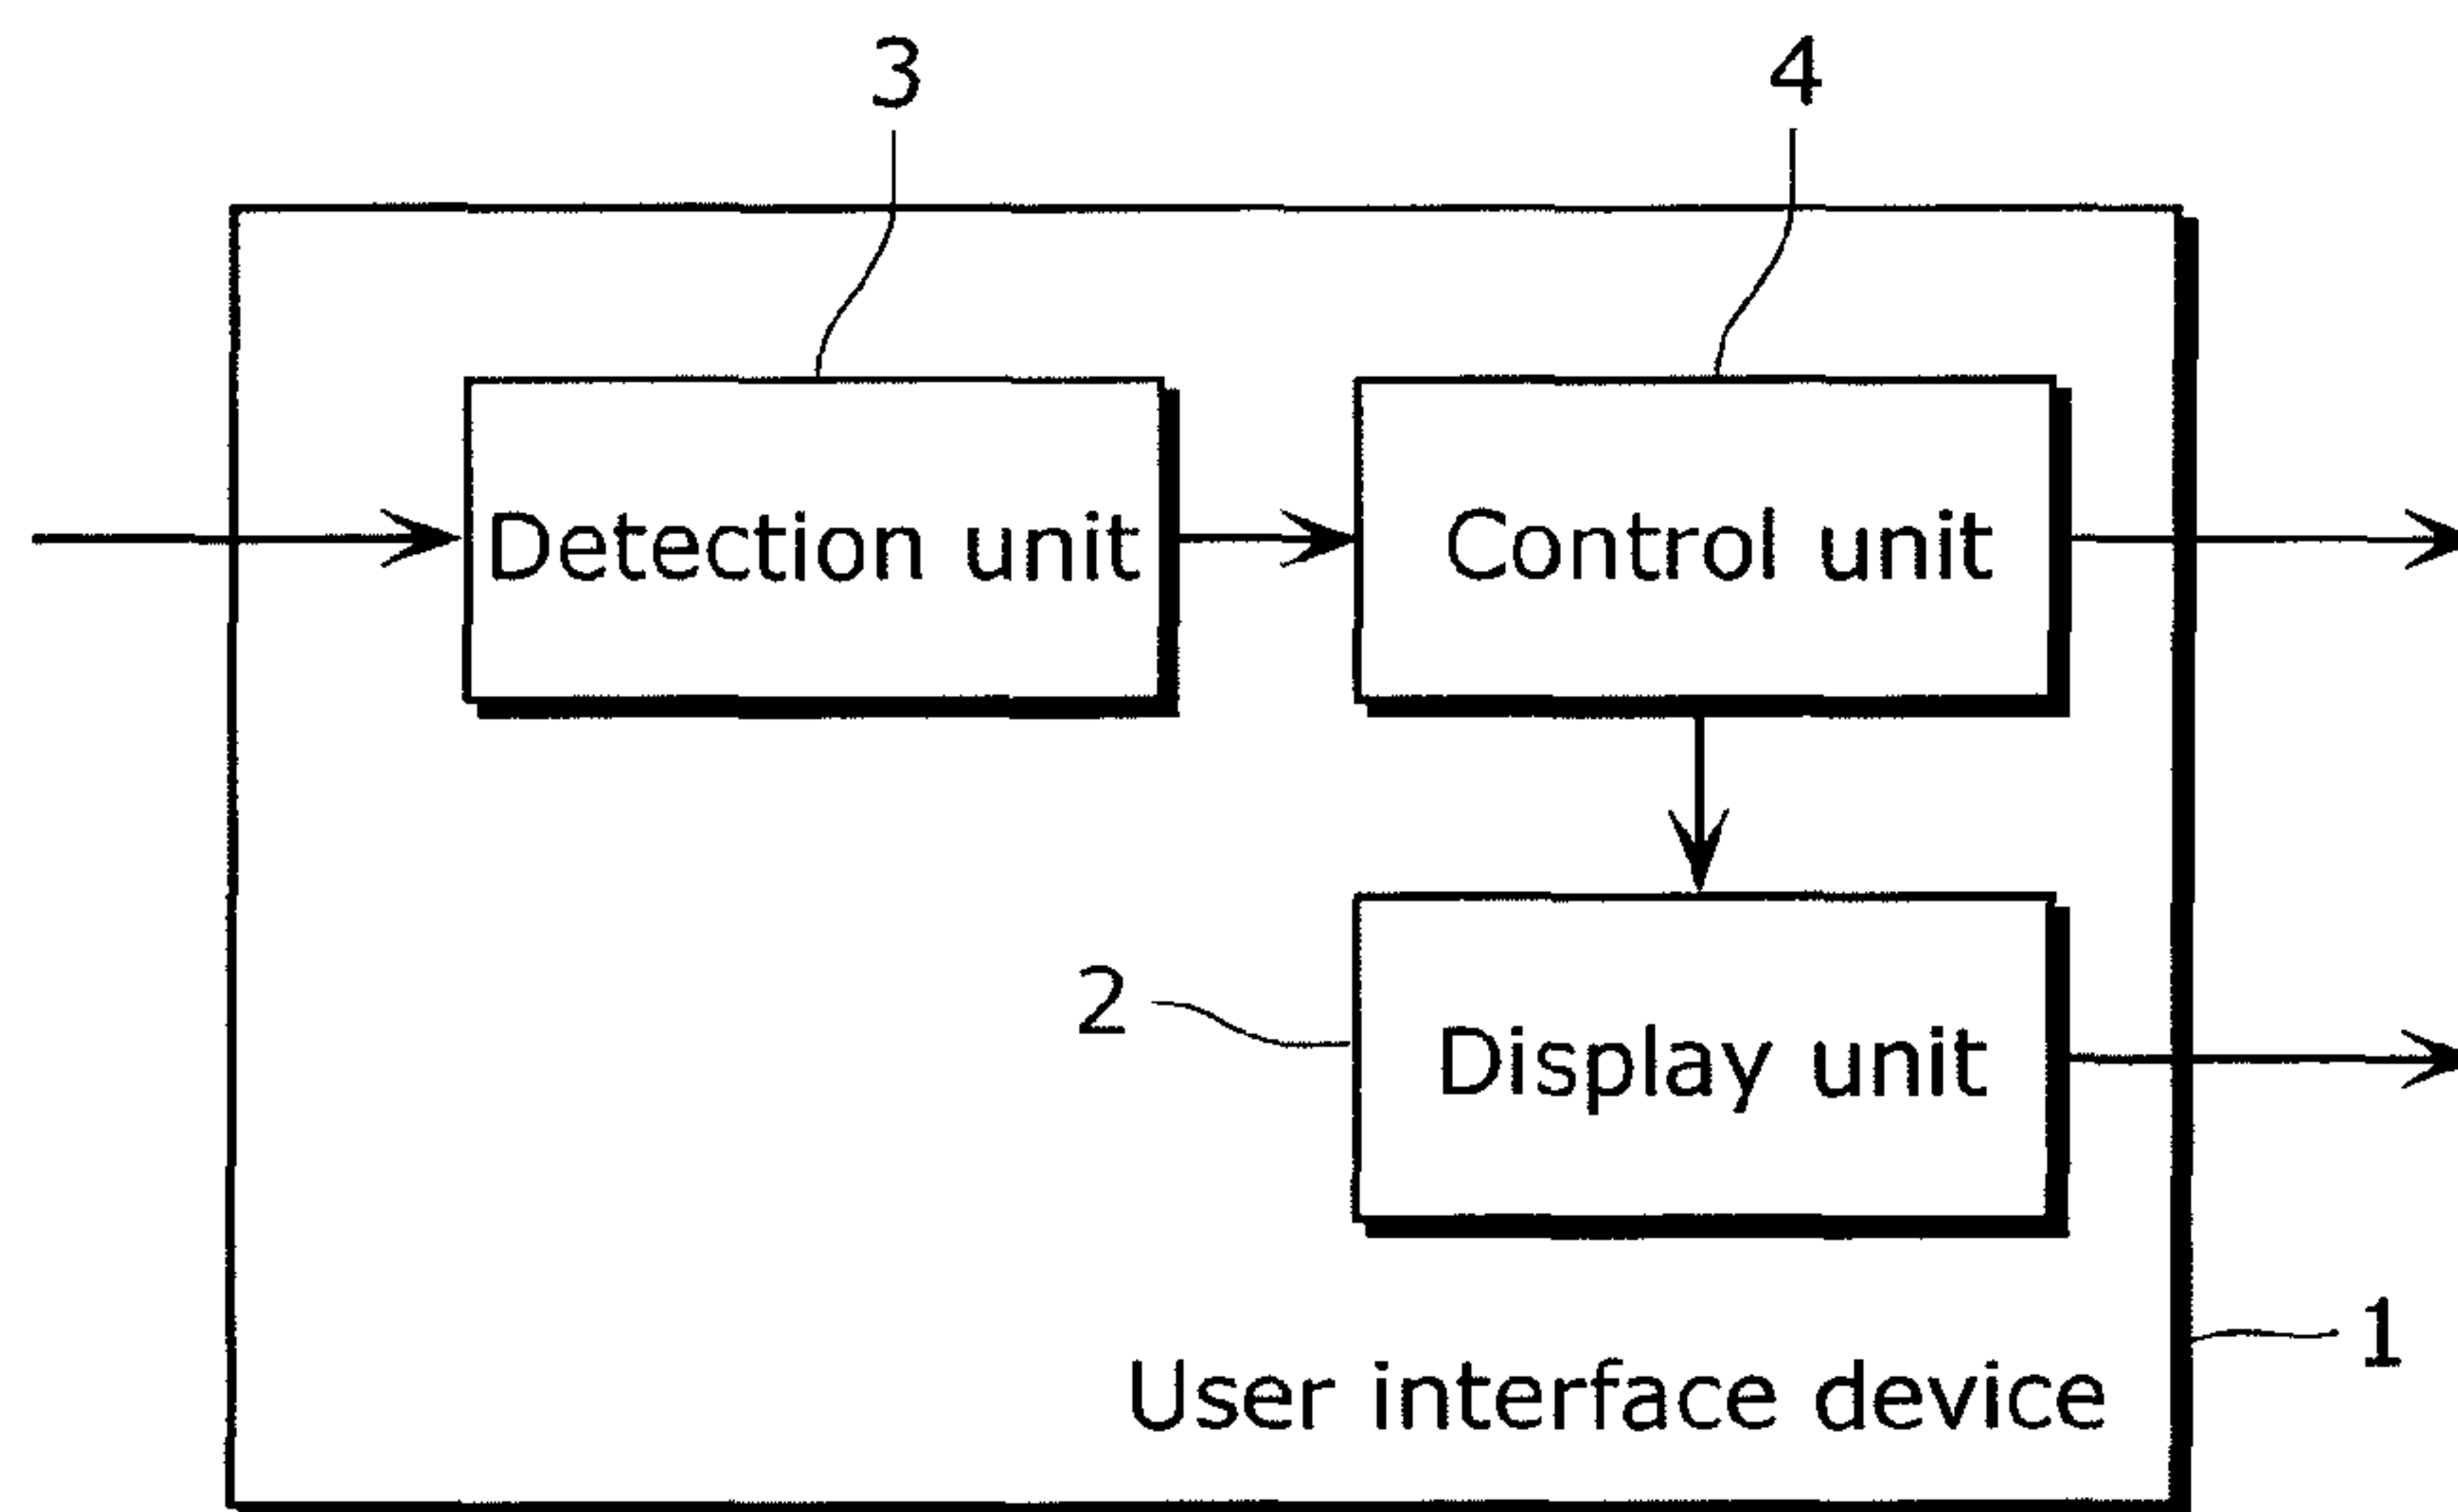 3
4
Detection unit
Control unit
2
Display unit
1
User interface device